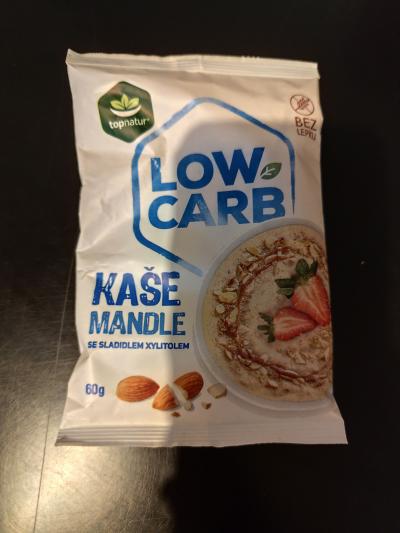 topnatur®
BEZ
LEPKU
LOW
CARB
KAŠE
MANDLE
SE SLADIDLEM XYLITOLEM
60g